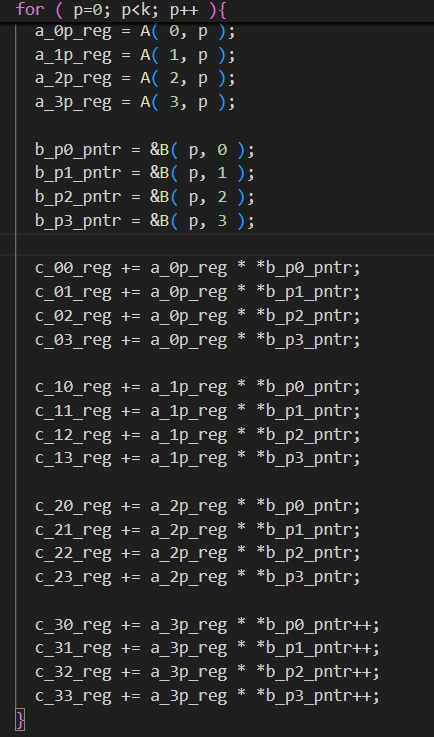 for ( p=0; p<k; p++ ){
a_0p_reg = A( 0, p );
a_1p_reg = A( 1, p );
a_2p_reg = A( 2, p );
a_3p_reg = A( 3, p );
b_p0_pntr = &B( p, 0 );
b_p1_pntr = &B( p, 1 );
b_p2_pntr = &B( p, 2 );
b_p3_pntr = &B( p, 3 );
c_00_reg += a_0p_reg * *b_p0_pntr;
c_01_reg += a_0p_reg * *b_p1_pntr;
c_02_reg += a_0p_reg * *b_p2_pntr;
c_03_reg += a_0p_reg * *b_p3_pntr;
c_10_reg += a_1p_reg * *b_p0_pntr;
c_11_reg += a_1p_reg * *b_p1_pntr;
c_12_reg += a_1p_reg * *b_p2_pntr;
c_13_reg += a_1p_reg * *b_p3_pntr;
c_20_reg += a_2p_reg * *b_p0_pntr;
c_21_reg += a_2p_reg * *b_p1_pntr;
c_22_reg += a_2p_reg * *b_p2_pntr;
c_23_reg += a_2p_reg * *b_p3_pntr;
c_30_reg += a_3p_reg * *b_p0_pntr++;
c_31_reg += a_3p_reg * *b_p1_pntr++;
c_32_reg += a_3p_reg * *b_p2_pntr++;
c_33_reg += a_3p_reg * *b_p3_pntr++;
}